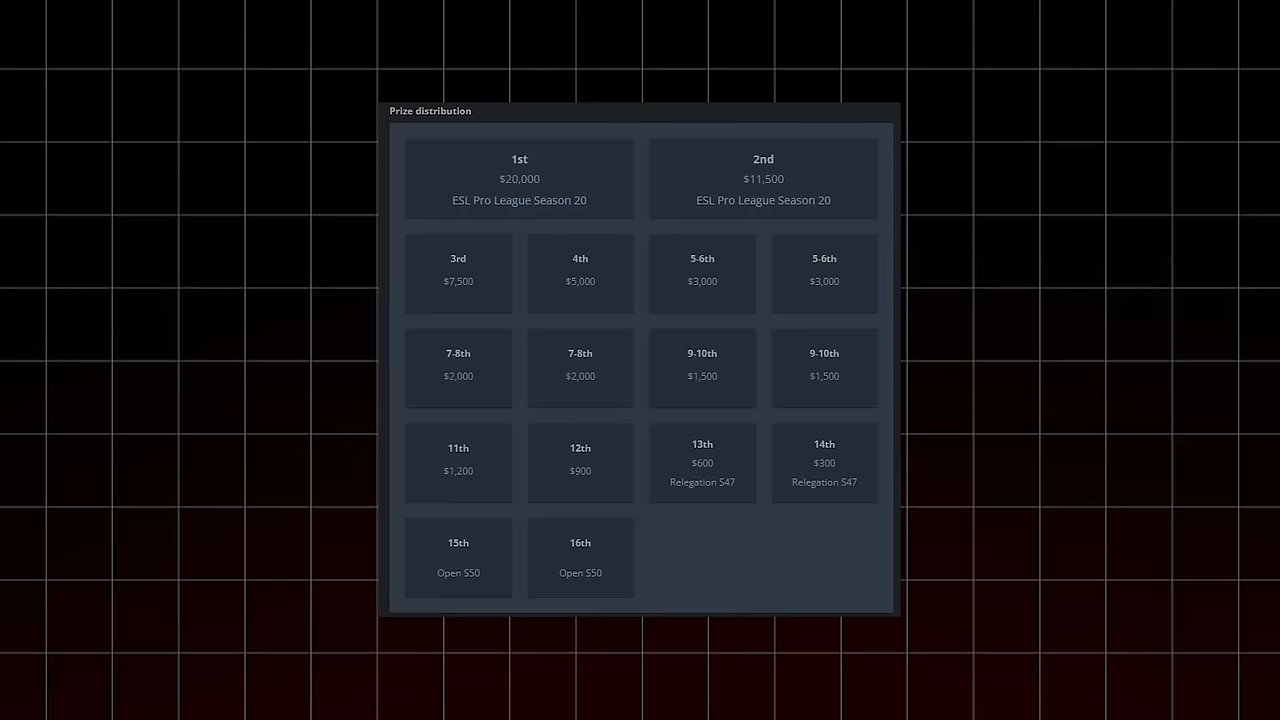 Prize distribution
1st
$20,000
ESL Pro League Season 20
2nd
$11,500
ESL Pro League Season 20
3rd
$7,500
4th
$5,000
5-6th
$3,000
5-6th
$3,000
7-8th
$2,000
7-8th
$2,000
9-10th
$1,500
9-10th
$1,500
11th
$1,200
12th
$900
13th
$600
Relegation S47
14th
$300
Relegation S47
15th
Open S50
16th
Open S50